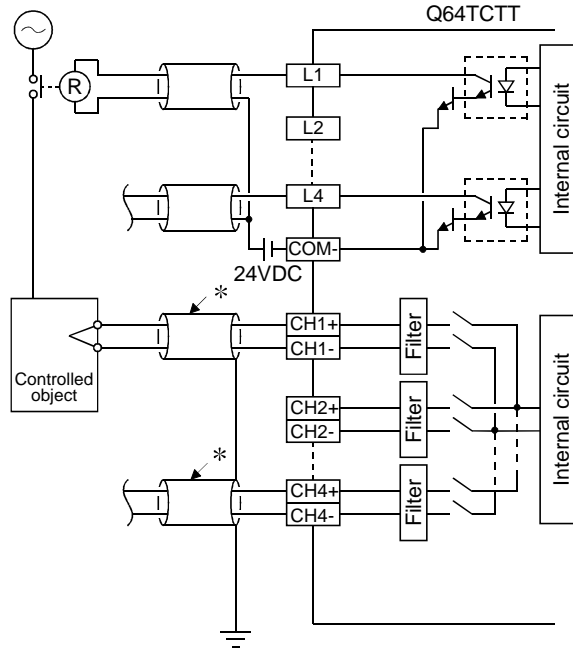 Q64TCTT
R
L1
L2
L4
COM-
24VDC
Internal circuit
*
CH1+
CH1-
Filter
Controlled
object
CH2+
CH2-
Filter
Internal circuit
*
CH4+
CH4-
Filter